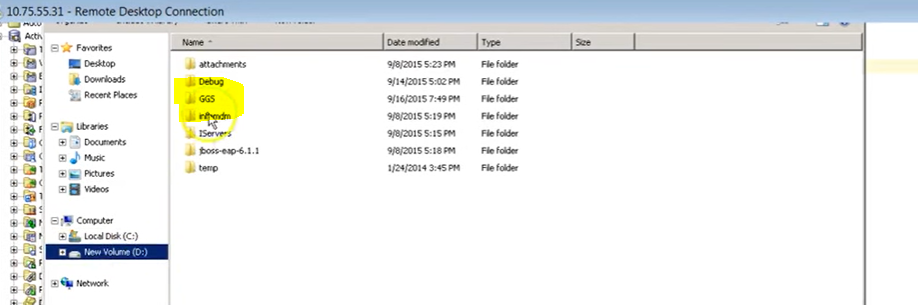 10.75.55.31 - Remote Desktop Connection
Name Date modified Type Size
Favorites
Desktop
Downloads
Recent Places
Libraries
Documents
Music
Pictures
Videos
Computer
Local Disk (C:)
New Volume (D:)
Network
attachments 9/8/2015 5:23 PM File folder
Debug 9/14/2015 5:02 PM File folder
GG5 9/16/2015 7:49 PM File folder
9/8/2015 5:19 PM File folder
IServers 9/8/2015 5:15 PM File folder
jboss-eap-6.1.1 9/8/2015 5:18 PM File folder
temp 1/24/2014 3:45 PM File folder